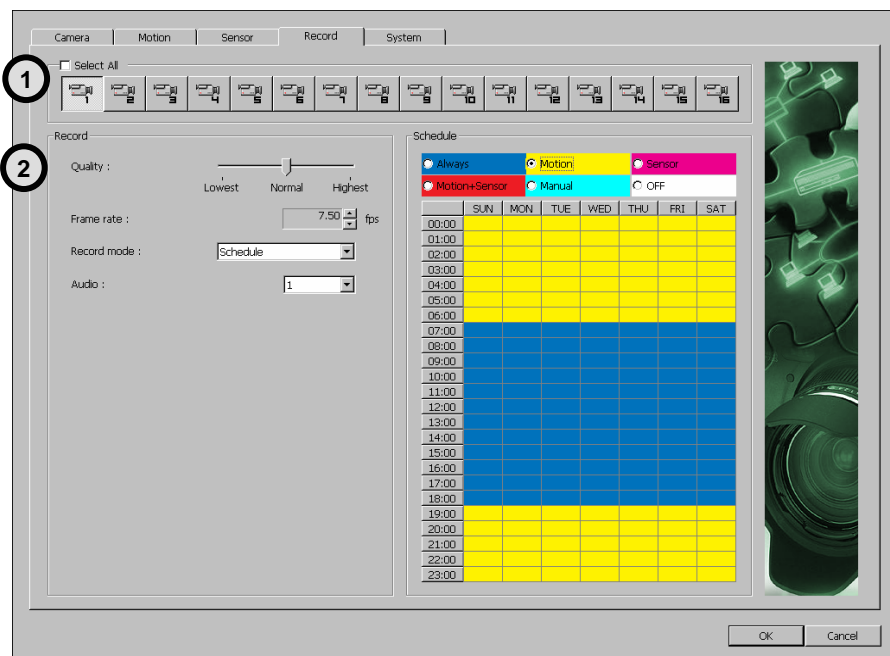 Camera Motion Sensor Record System
1
Select All
1 2 3 4 5 6 7 8 9 10 11 12 13 14 15 16
Record
2
Quality :
Lowest Normal Highest
Frame rate : 7.50 fps
Record mode : Schedule
Audio : 1
Schedule
Always Motion Sensor
Motion+Sensor Manual OFF
SUN MON TUE WED THU FRI SAT
00:00
01:00
02:00
03:00
04:00
05:00
06:00
07:00
08:00
09:00
10:00
11:00
12:00
13:00
14:00
15:00
16:00
17:00
18:00
19:00
20:00
21:00
22:00
23:00
OK Cancel